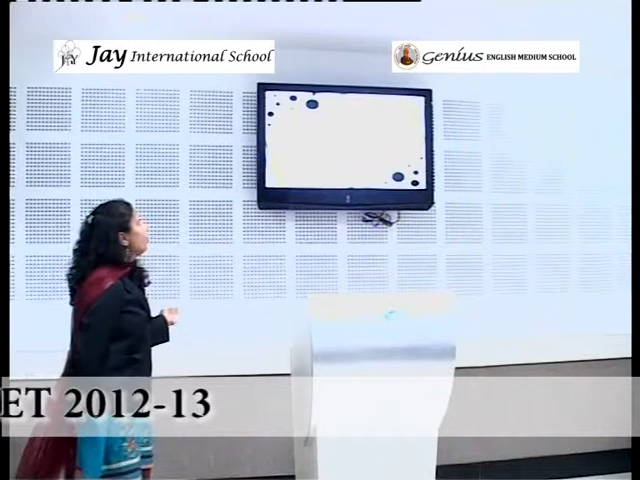 Jay International School
Genius ENGLISH MEDIUM SCHOOL
ET 2012-13